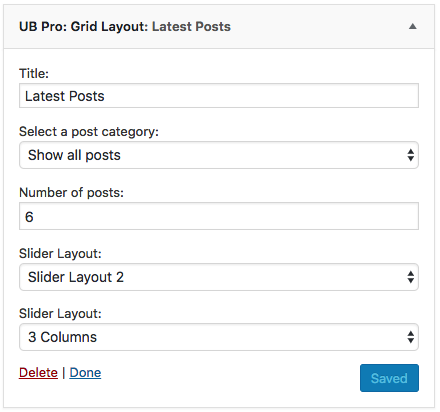 UB Pro: Grid Layout: Latest Posts
Title:
Latest Posts
Select a post category:
Show all posts
Number of posts:
6
Slider Layout:
Slider Layout 2
Slider Layout:
3 Columns
Delete | Done
Saved